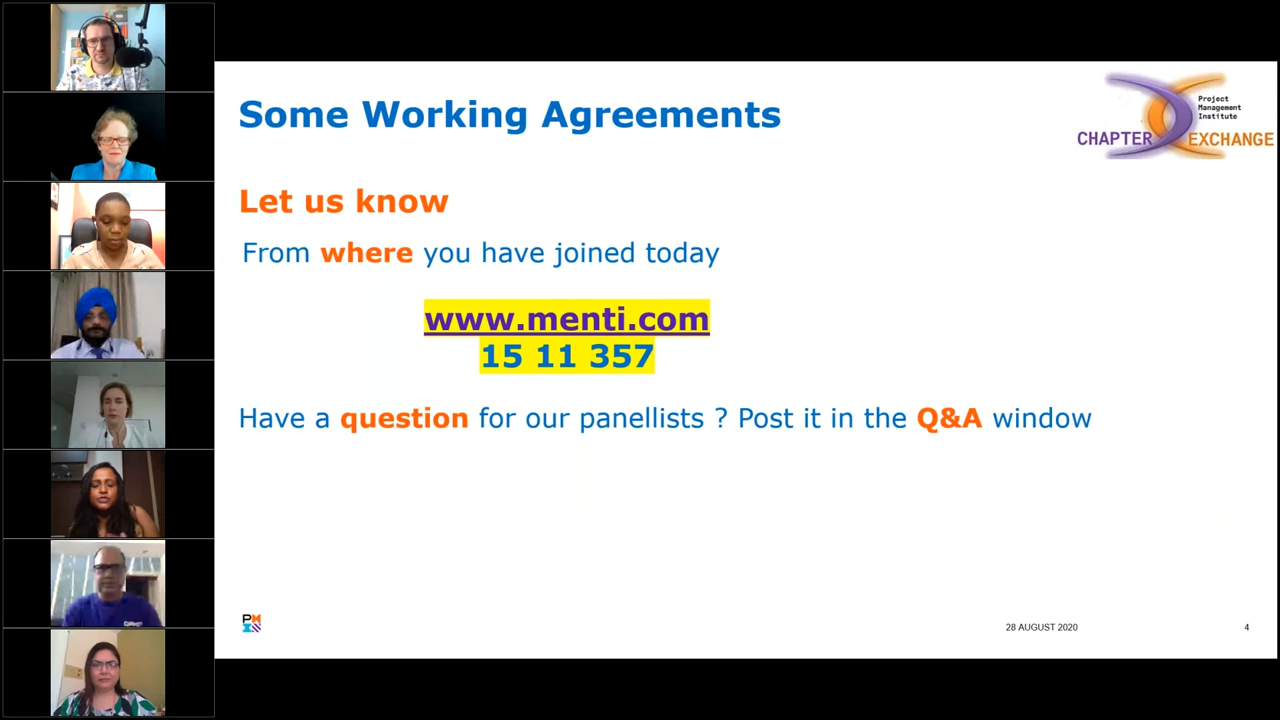 Some Working Agreements
Project
Management
Institute
CHAPTER EXCHANGE
Let us know
From where you have joined today
www.menti.com
15 11 357
Have a question for our panellists ? Post it in the Q&A window
28 AUGUST 2020
4